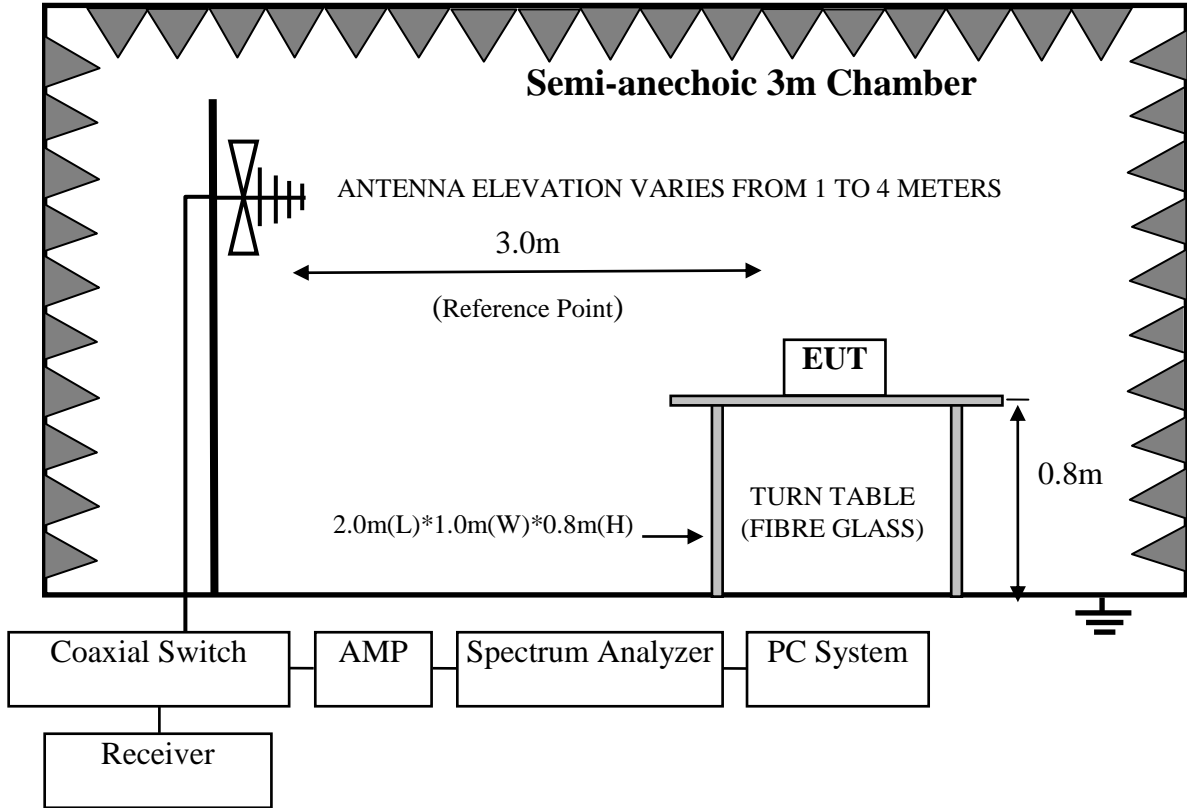 Semi-anechoic 3m Chamber
ANTENNA ELEVATION VARIES FROM 1 TO 4 METERS
3.0m
(Reference Point)
EUT
0.8m
TURN TABLE
(FIBRE GLASS)
2.0m(L)*1.0m(W)*0.8m(H)
Coaxial Switch
AMP
Spectrum Analyzer
PC System
Receiver